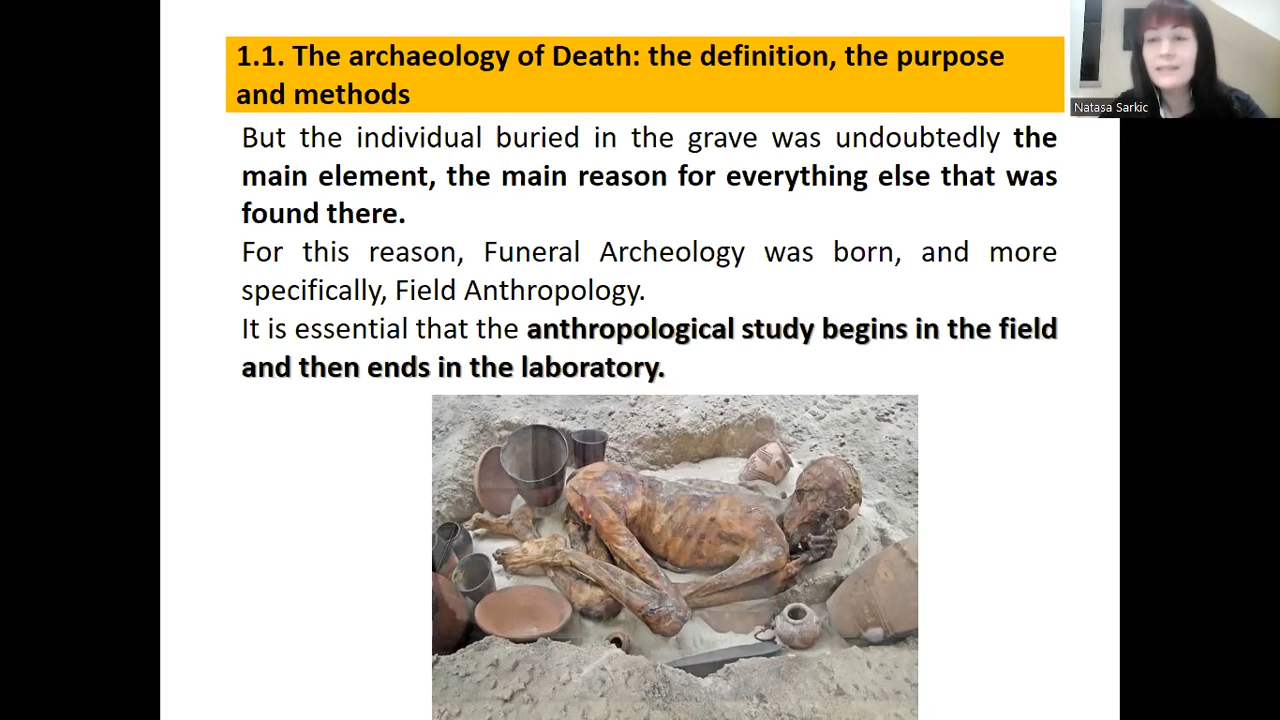 1.1. The archaeology of Death: the definition, the purpose
and methods
Natasa Sarkic
But the individual buried in the grave was undoubtedly the
main element, the main reason for everything else that was
found there.
For this reason, Funeral Archeology was born, and more
specifically, Field Anthropology.
It is essential that the anthropological study begins in the field
and then ends in the laboratory.